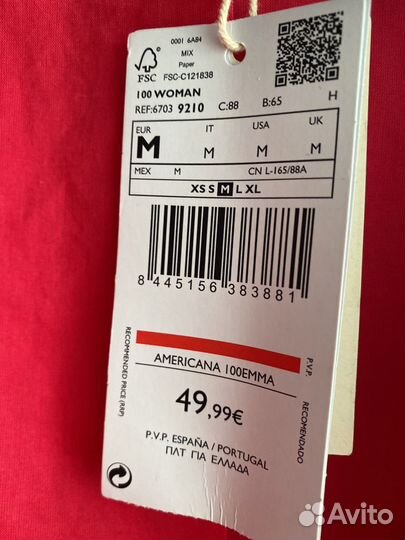 0001 6A84
MIX
Paper
FSC
FSC-C121838
100 WOMAN
REF:6703 9210 C:88 B:65 H
EUR IT USA UK
M M M M
MEX M CN L-165/88A
XS S M L XL
8 445156 383881
RECOMMENDED PRICE (RRP)
P.V.P. RECOMENDADO
AMERICANA 100EMMA
49,99€
P.V.P. ESPAÑA / PORTUGAL
ΠΛΤ ΓΙΑ ΕΛΛΑΔΑ
Avito